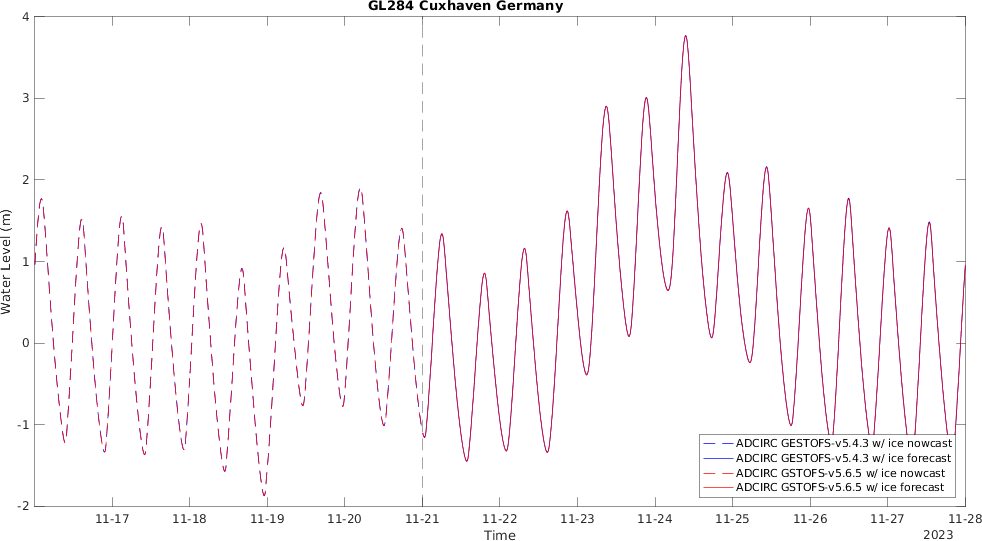 GL284 Cuxhaven Germany
4
3
2
1
0
-1
-2
Water Level (m)
ADCIRC GESTOFS-v5.4.3 w/ ice nowcast
ADCIRC GESTOFS-v5.4.3 w/ ice forecast
ADCIRC GSTOFS-v5.6.5 w/ ice nowcast
ADCIRC GSTOFS-v5.6.5 w/ ice forecast
11-17 11-18 11-19 11-20 11-21 11-22 11-23 11-24 11-25 11-26 11-27 11-28
Time
2023